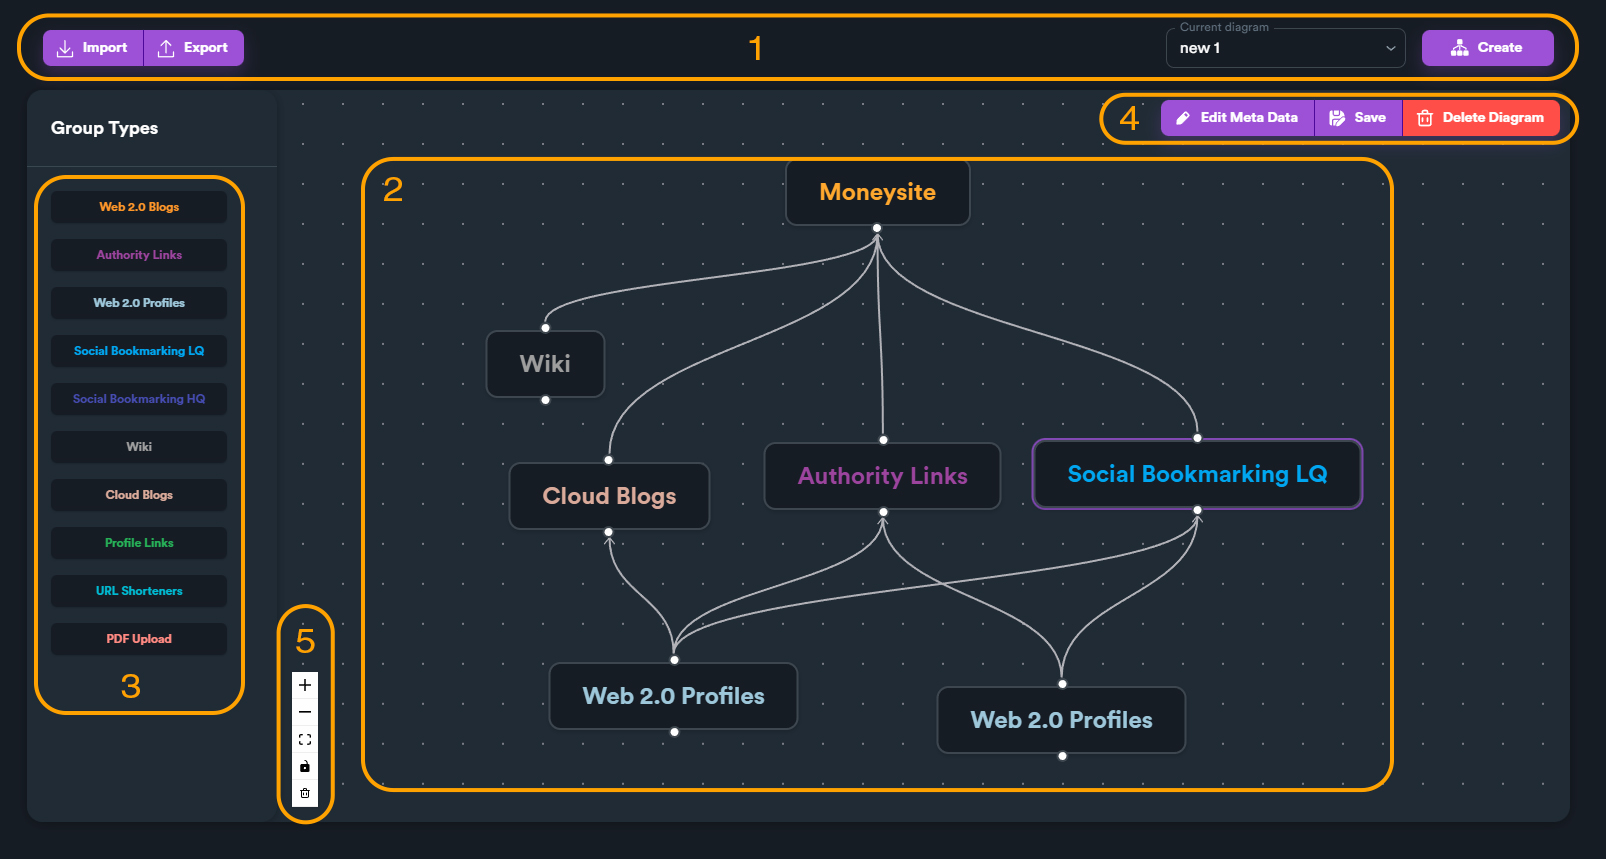 Import
Export
1
Current diagram
new 1
Create
Group Types
4
Edit Meta Data
Save
Delete Diagram
Web 2.0 Blogs
Authority Links
Web 2.0 Profiles
Social Bookmarking LQ
Social Bookmarking HQ
Wiki
Cloud Blogs
Profile Links
URL Shorteners
PDF Upload
3
5
2
Moneysite
Wiki
Cloud Blogs
Authority Links
Social Bookmarking LQ
Web 2.0 Profiles
Web 2.0 Profiles